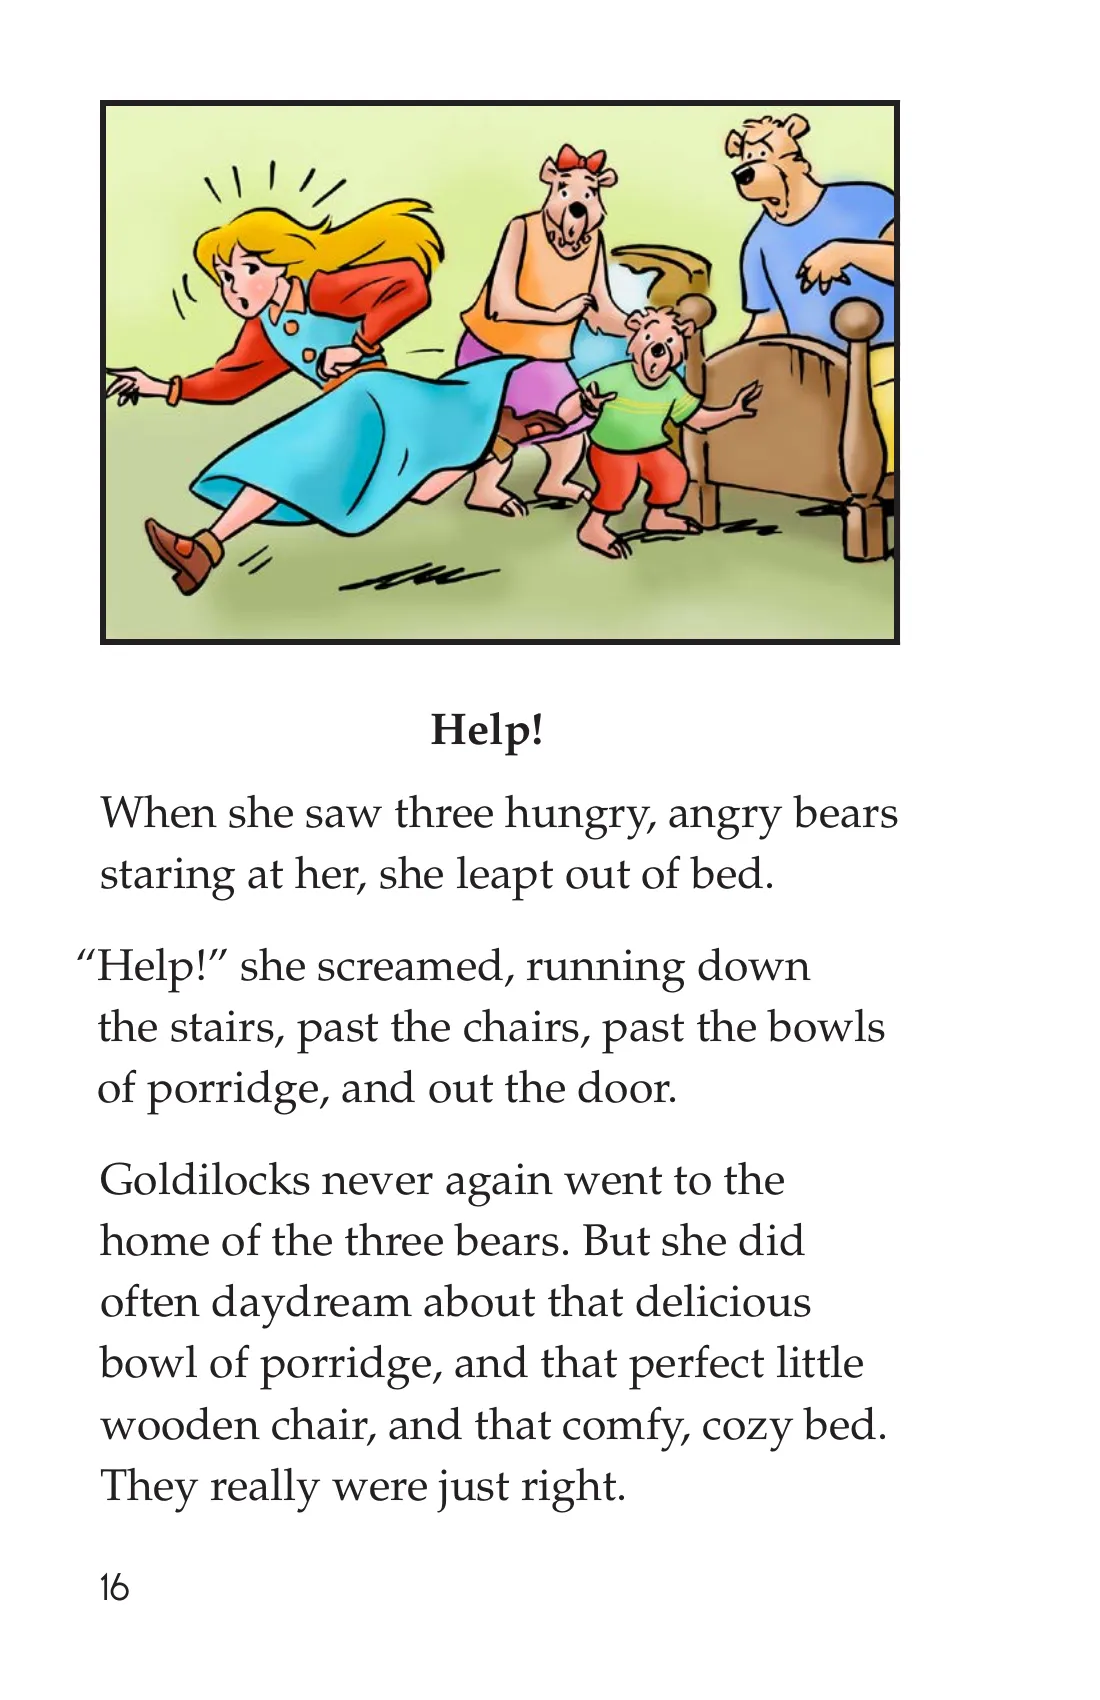 Help!
When she saw three hungry, angry bears
staring at her, she leapt out of bed.
“Help!” she screamed, running down
the stairs, past the chairs, past the bowls
of porridge, and out the door.
Goldilocks never again went to the
home of the three bears. But she did
often daydream about that delicious
bowl of porridge, and that perfect little
wooden chair, and that comfy, cozy bed.
They really were just right.
16